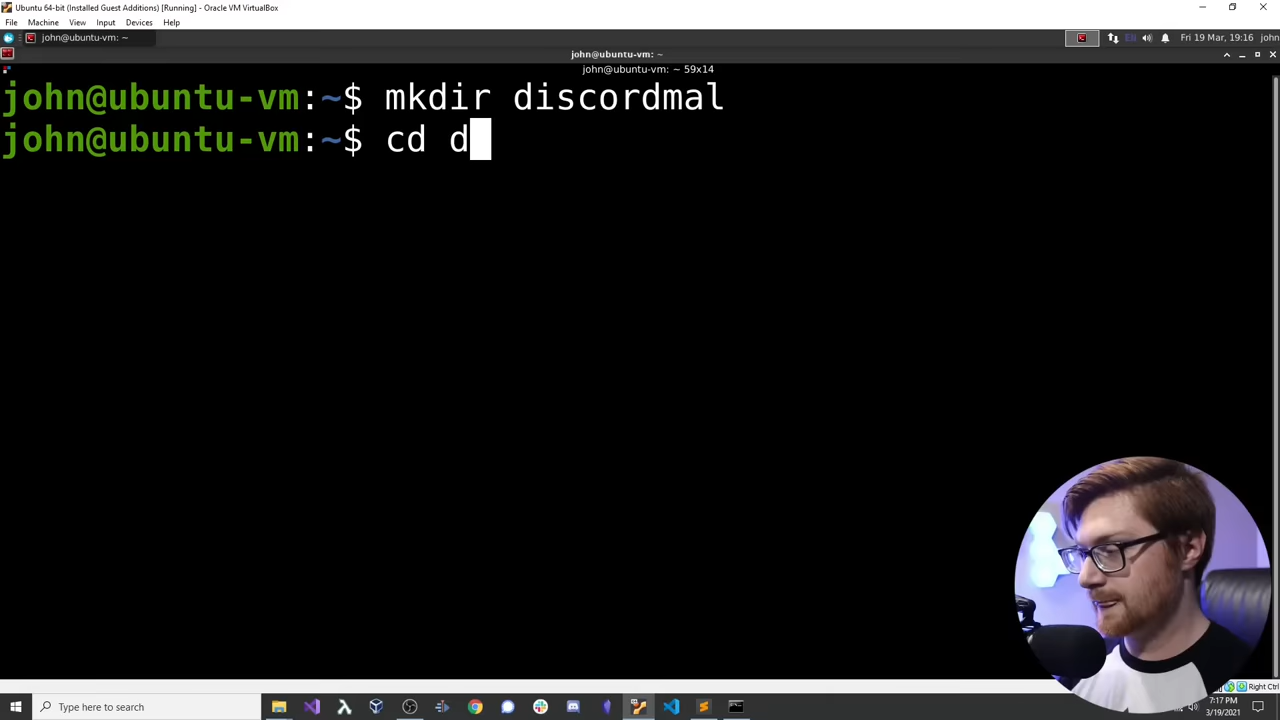 Ubuntu 64-bit (Installed Guest Additions) [Running] - Oracle VM VirtualBox
File Machine View Input Devices Help
john@ubuntu-vm: ~
Fri 19 Mar, 19:16 john
john@ubuntu-vm: ~
john@ubuntu-vm: ~ 59x14
john@ubuntu-vm:~$ mkdir discordmal
john@ubuntu-vm:~$ cd d
Right Ctrl
Type here to search
7:17 PM
3/19/2021